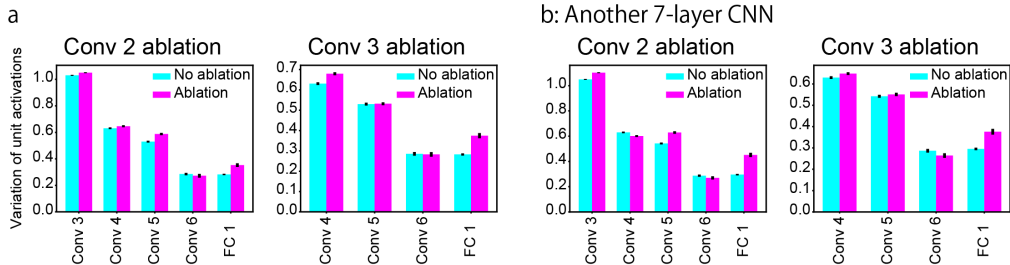 a
b: Another 7-layer CNN
Variation of unit activations
Conv 2 ablation
1.0
0.8
0.6
0.4
0.2
0.0
No ablation
Ablation
Conv 3
Conv 4
Conv 5
Conv 6
FC 1
Conv 3 ablation
0.7
0.6
0.5
0.4
0.3
0.2
0.1
0.0
No ablation
Ablation
Conv 4
Conv 5
Conv 6
FC 1
Conv 2 ablation
1.0
0.8
0.6
0.4
0.2
0.0
No ablation
Ablation
Conv 3
Conv 4
Conv 5
Conv 6
FC 1
Conv 3 ablation
0.6
0.5
0.4
0.3
0.2
0.1
0.0
No ablation
Ablation
Conv 4
Conv 5
Conv 6
FC 1